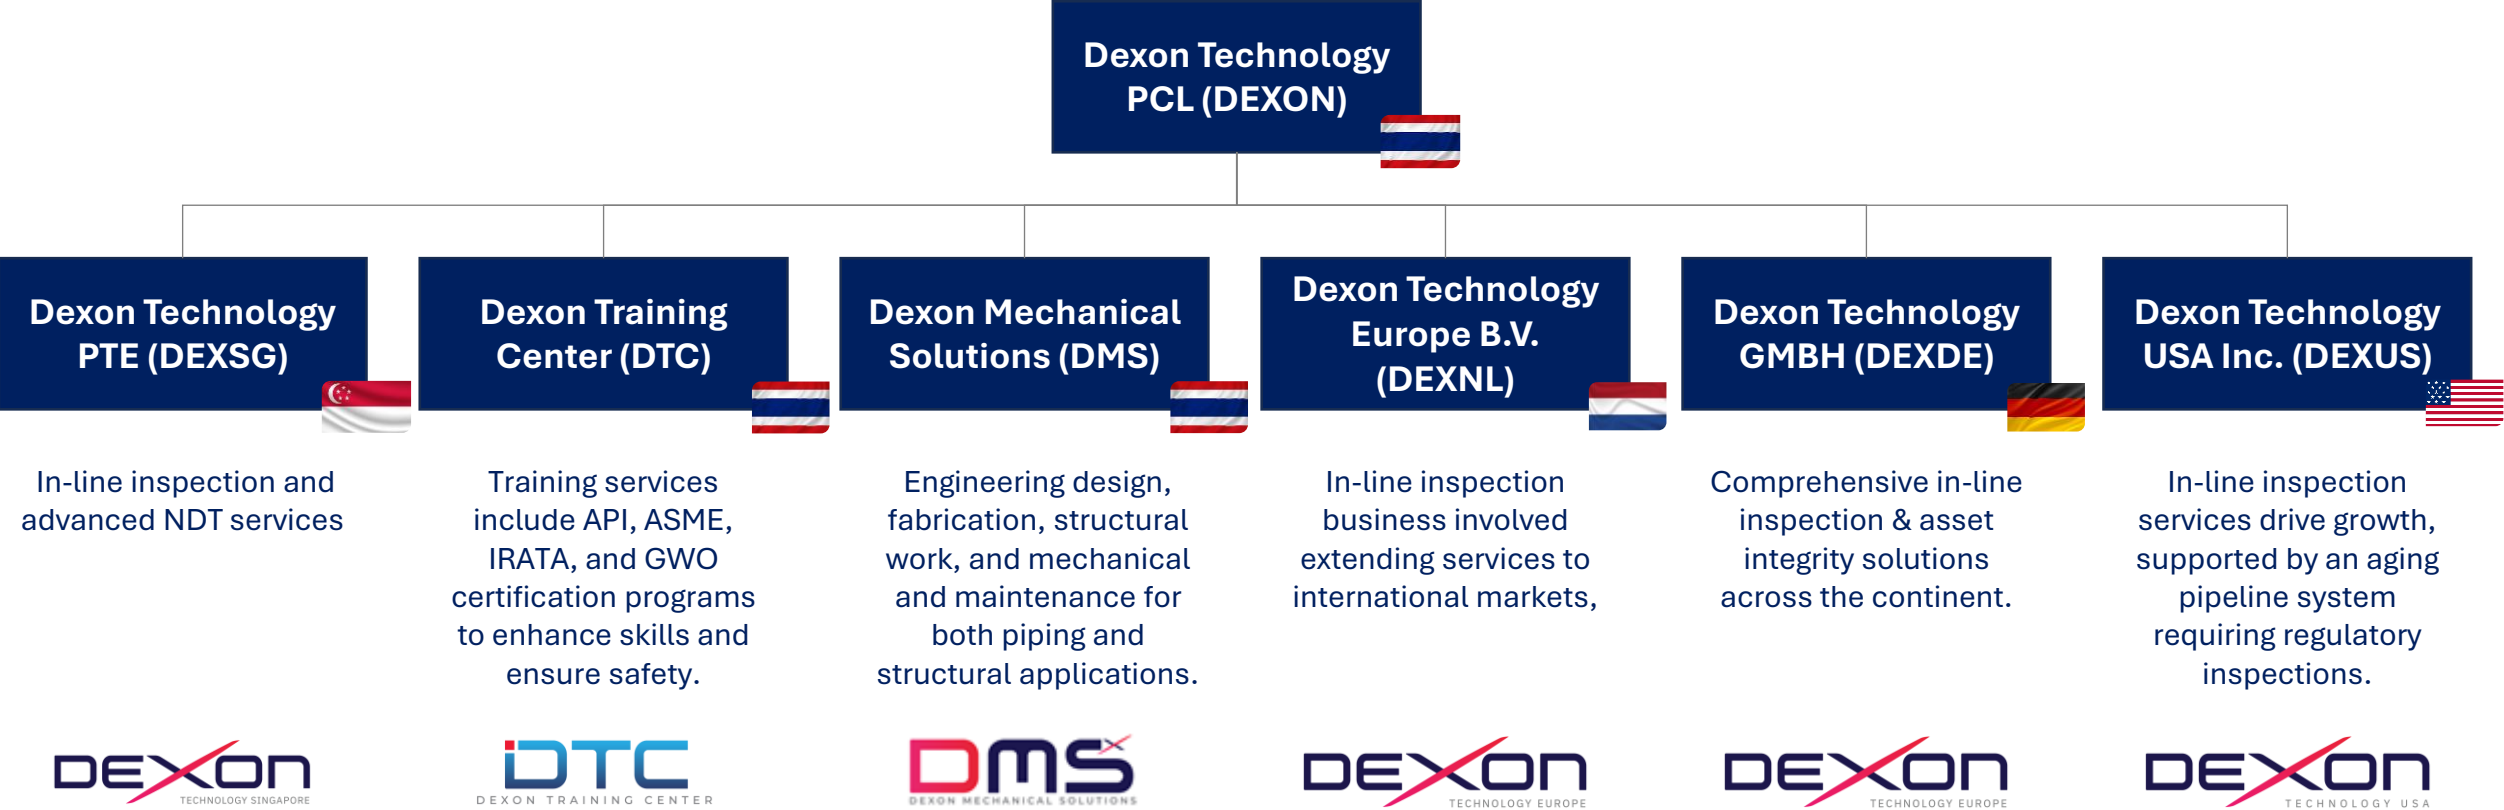 Dexon Technology
PCL (DEXON)
Dexon Technology
PTE (DEXSG)
Dexon Training
Center (DTC)
Dexon Mechanical
Solutions (DMS)
Dexon Technology
Europe B.V.
(DEXNL)
Dexon Technology
GMBH (DEXDE)
Dexon Technology
USA Inc. (DEXUS)
In-line inspection and
advanced NDT services
Training services
include API, ASME,
IRATA, and GWO
certification programs
to enhance skills and
ensure safety.
Engineering design,
fabrication, structural
work, and mechanical
and maintenance for
both piping and
structural applications.
In-line inspection
business involved
extending services to
international markets,
Comprehensive in-line
inspection & asset
integrity solutions
across the continent.
In-line inspection
services drive growth,
supported by an aging
pipeline system
requiring regulatory
inspections.
DEXON
TECHNOLOGY SINGAPORE
DTC
DEXON TRAINING CENTER
DMS
DEXON MECHANICAL SOLUTIONS
DEXON
TECHNOLOGY EUROPE
DEXON
TECHNOLOGY EUROPE
DEXON
TECHNOLOGY USA